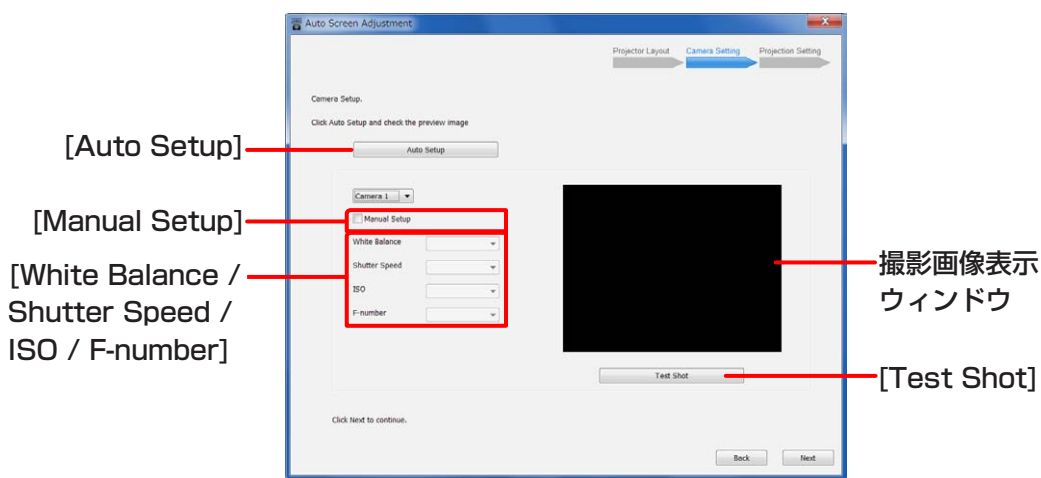 Auto Screen Adjustment
Projector Layout
Camera Setting
Projection Setting
Camera Setup.
Click Auto Setup and check the preview image
[Auto Setup]
Auto Setup
Camera 1
[Manual Setup]
Manual Setup
[White Balance /
Shutter Speed /
ISO / F-number]
White Balance
Shutter Speed
ISO
F-number
撮影画像表示
ウィンドウ
Test Shot
[Test Shot]
Click Next to continue.
Back
Next